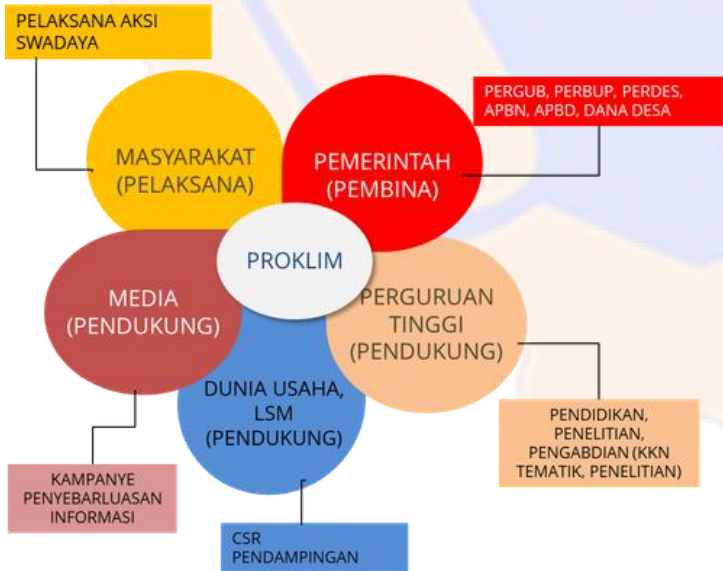 PELAKSANA AKSI
SWADAYA
PERGUB, PERBUP, PERDES,
APBN, APBD, DANA DESA
MASYARAKAT
(PELAKSANA)
PEMERINTAH
(PEMBINA)
PROKLIM
MEDIA
(PENDUKUNG)
PERGURUAN
TINGGI
(PENDUKUNG)
DUNIA USAHA,
LSM
(PENDUKUNG)
PENDIDIKAN,
PENELITIAN,
PENGABDIAN (KKN
TEMATIK, PENELITIAN)
KAMPANYE
PENYEBARLUASAN
INFORMASI
CSR
PENDAMPINGAN